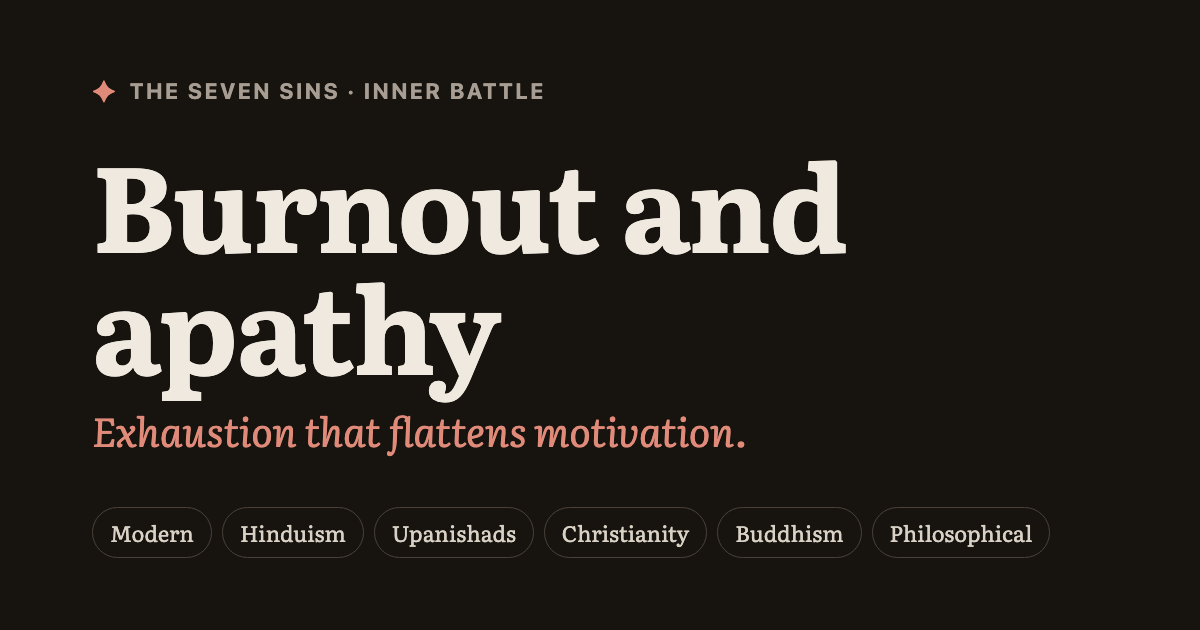 THE SEVEN SINS · INNER BATTLE
Burnout and
apathy
Exhaustion that flattens motivation.
Modern Hinduism Upanishads Christianity Buddhism Philosophical